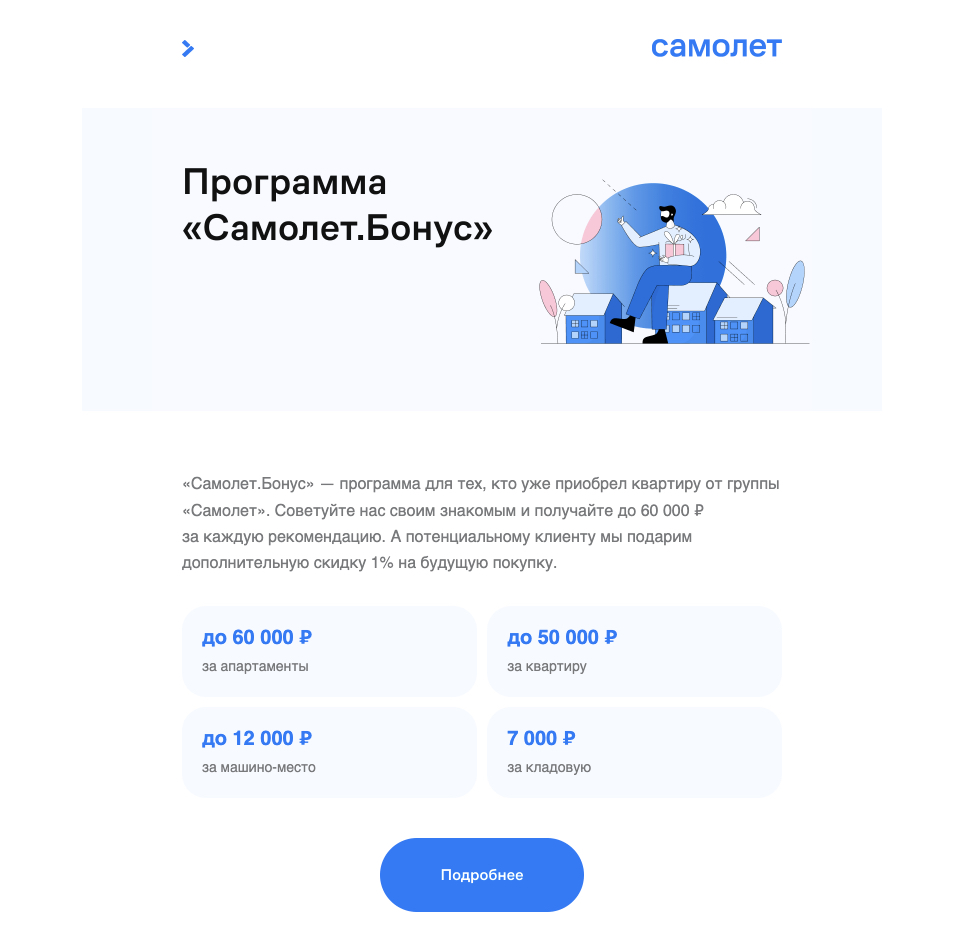 самолет
Программа
«Самолет.Бонус»
«Самолет.Бонус» — программа для тех, кто уже приобрел квартиру от группы
«Самолет». Советуйте нас своим знакомым и получайте до 60 000 ₽
за каждую рекомендацию. А потенциальному клиенту мы подарим
дополнительную скидку 1% на будущую покупку.
до 60 000 ₽
за апартаменты
до 50 000 ₽
за квартиру
до 12 000 ₽
за машино-место
7 000 ₽
за кладовую
Подробнее